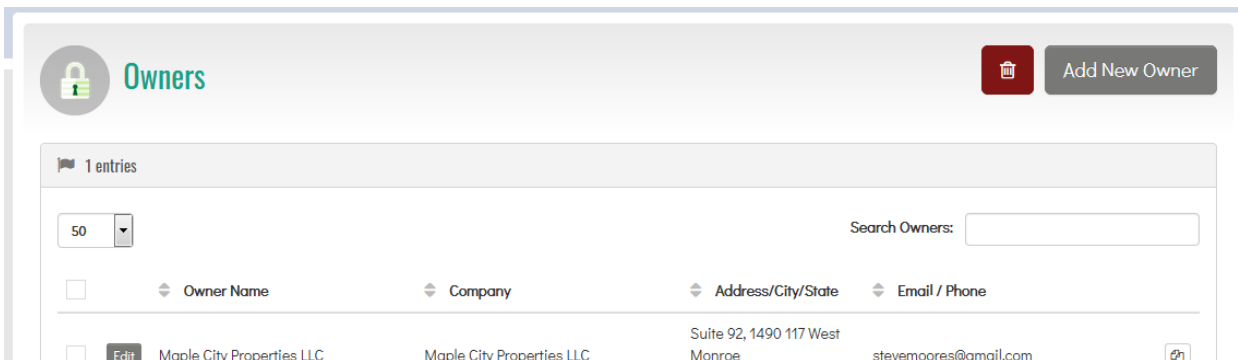 Owners
Add New Owner
1 entries
50
Search Owners:
Owner Name
Company
Address/City/State
Email / Phone
Suite 92, 1490 117 West
Edit
Maple City Properties LLC
Maple City Properties LLC
Monroe
stevemoores@gmail.com